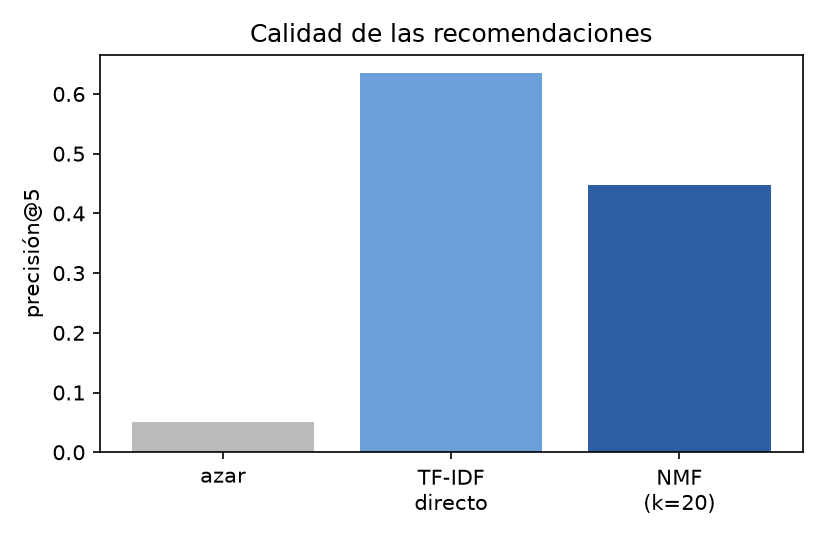 Calidad de las recomendaciones
precisión@5
0.6
0.5
0.4
0.3
0.2
0.1
0.0
azar
TF-IDF
directo
NMF
(k=20)